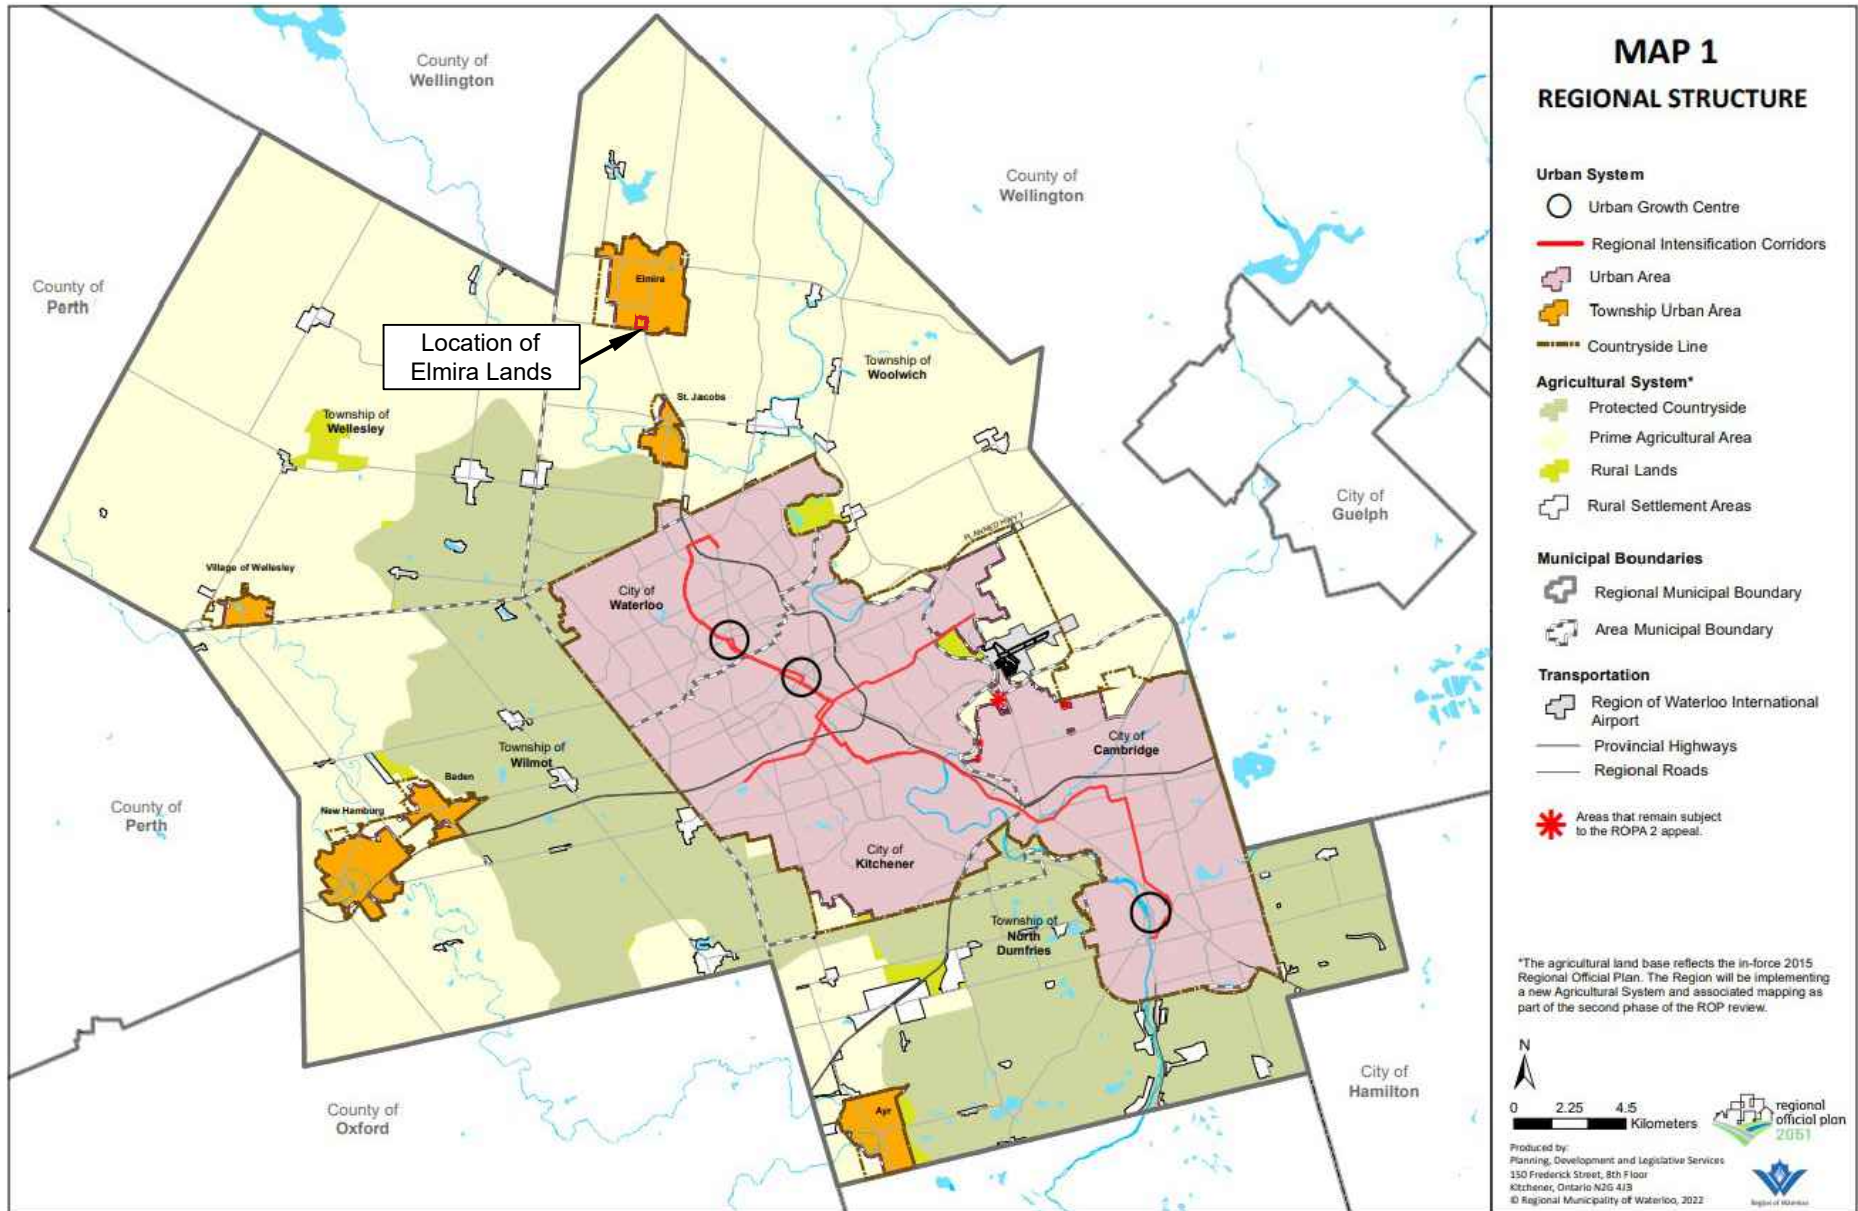 County of
Wellington
County of
Wellington
County of
Perth
Elmira
Location of
Elmira Lands
Township of
Woolwich
St. Jacobs
Township of
Wellesley
City of
Guelph
PLANNED HWY 7
Village of Wellesley
City of
Waterloo
Township of
Wilmot
City of
Cambridge
Baden
New Hamburg
County of
Perth
City of
Kitchener
Township of
North
Dumfries
City of
Hamilton
County of
Oxford
Ayr
MAP 1
REGIONAL STRUCTURE
Urban System
Urban Growth Centre
Regional Intensification Corridors
Urban Area
Township Urban Area
Countryside Line
Agricultural System*
Protected Countryside
Prime Agricultural Area
Rural Lands
Rural Settlement Areas
Municipal Boundaries
Regional Municipal Boundary
Area Municipal Boundary
Transportation
Region of Waterloo International
Airport
Provincial Highways
Regional Roads
Areas that remain subject
to the ROPA 2 appeal.
*The agricultural land base reflects the in-force 2015
Regional Official Plan. The Region will be implementing
a new Agricultural System and associated mapping as
part of the second phase of the ROP review.
N
0 2.25 4.5
Kilometers
regional
official plan
2051
Produced by:
Planning, Development and Legislative Services
150 Frederick Street, 8th Floor
Kitchener, Ontario N2G 4J3
© Regional Municipality of Waterloo, 2022
Region of Waterloo